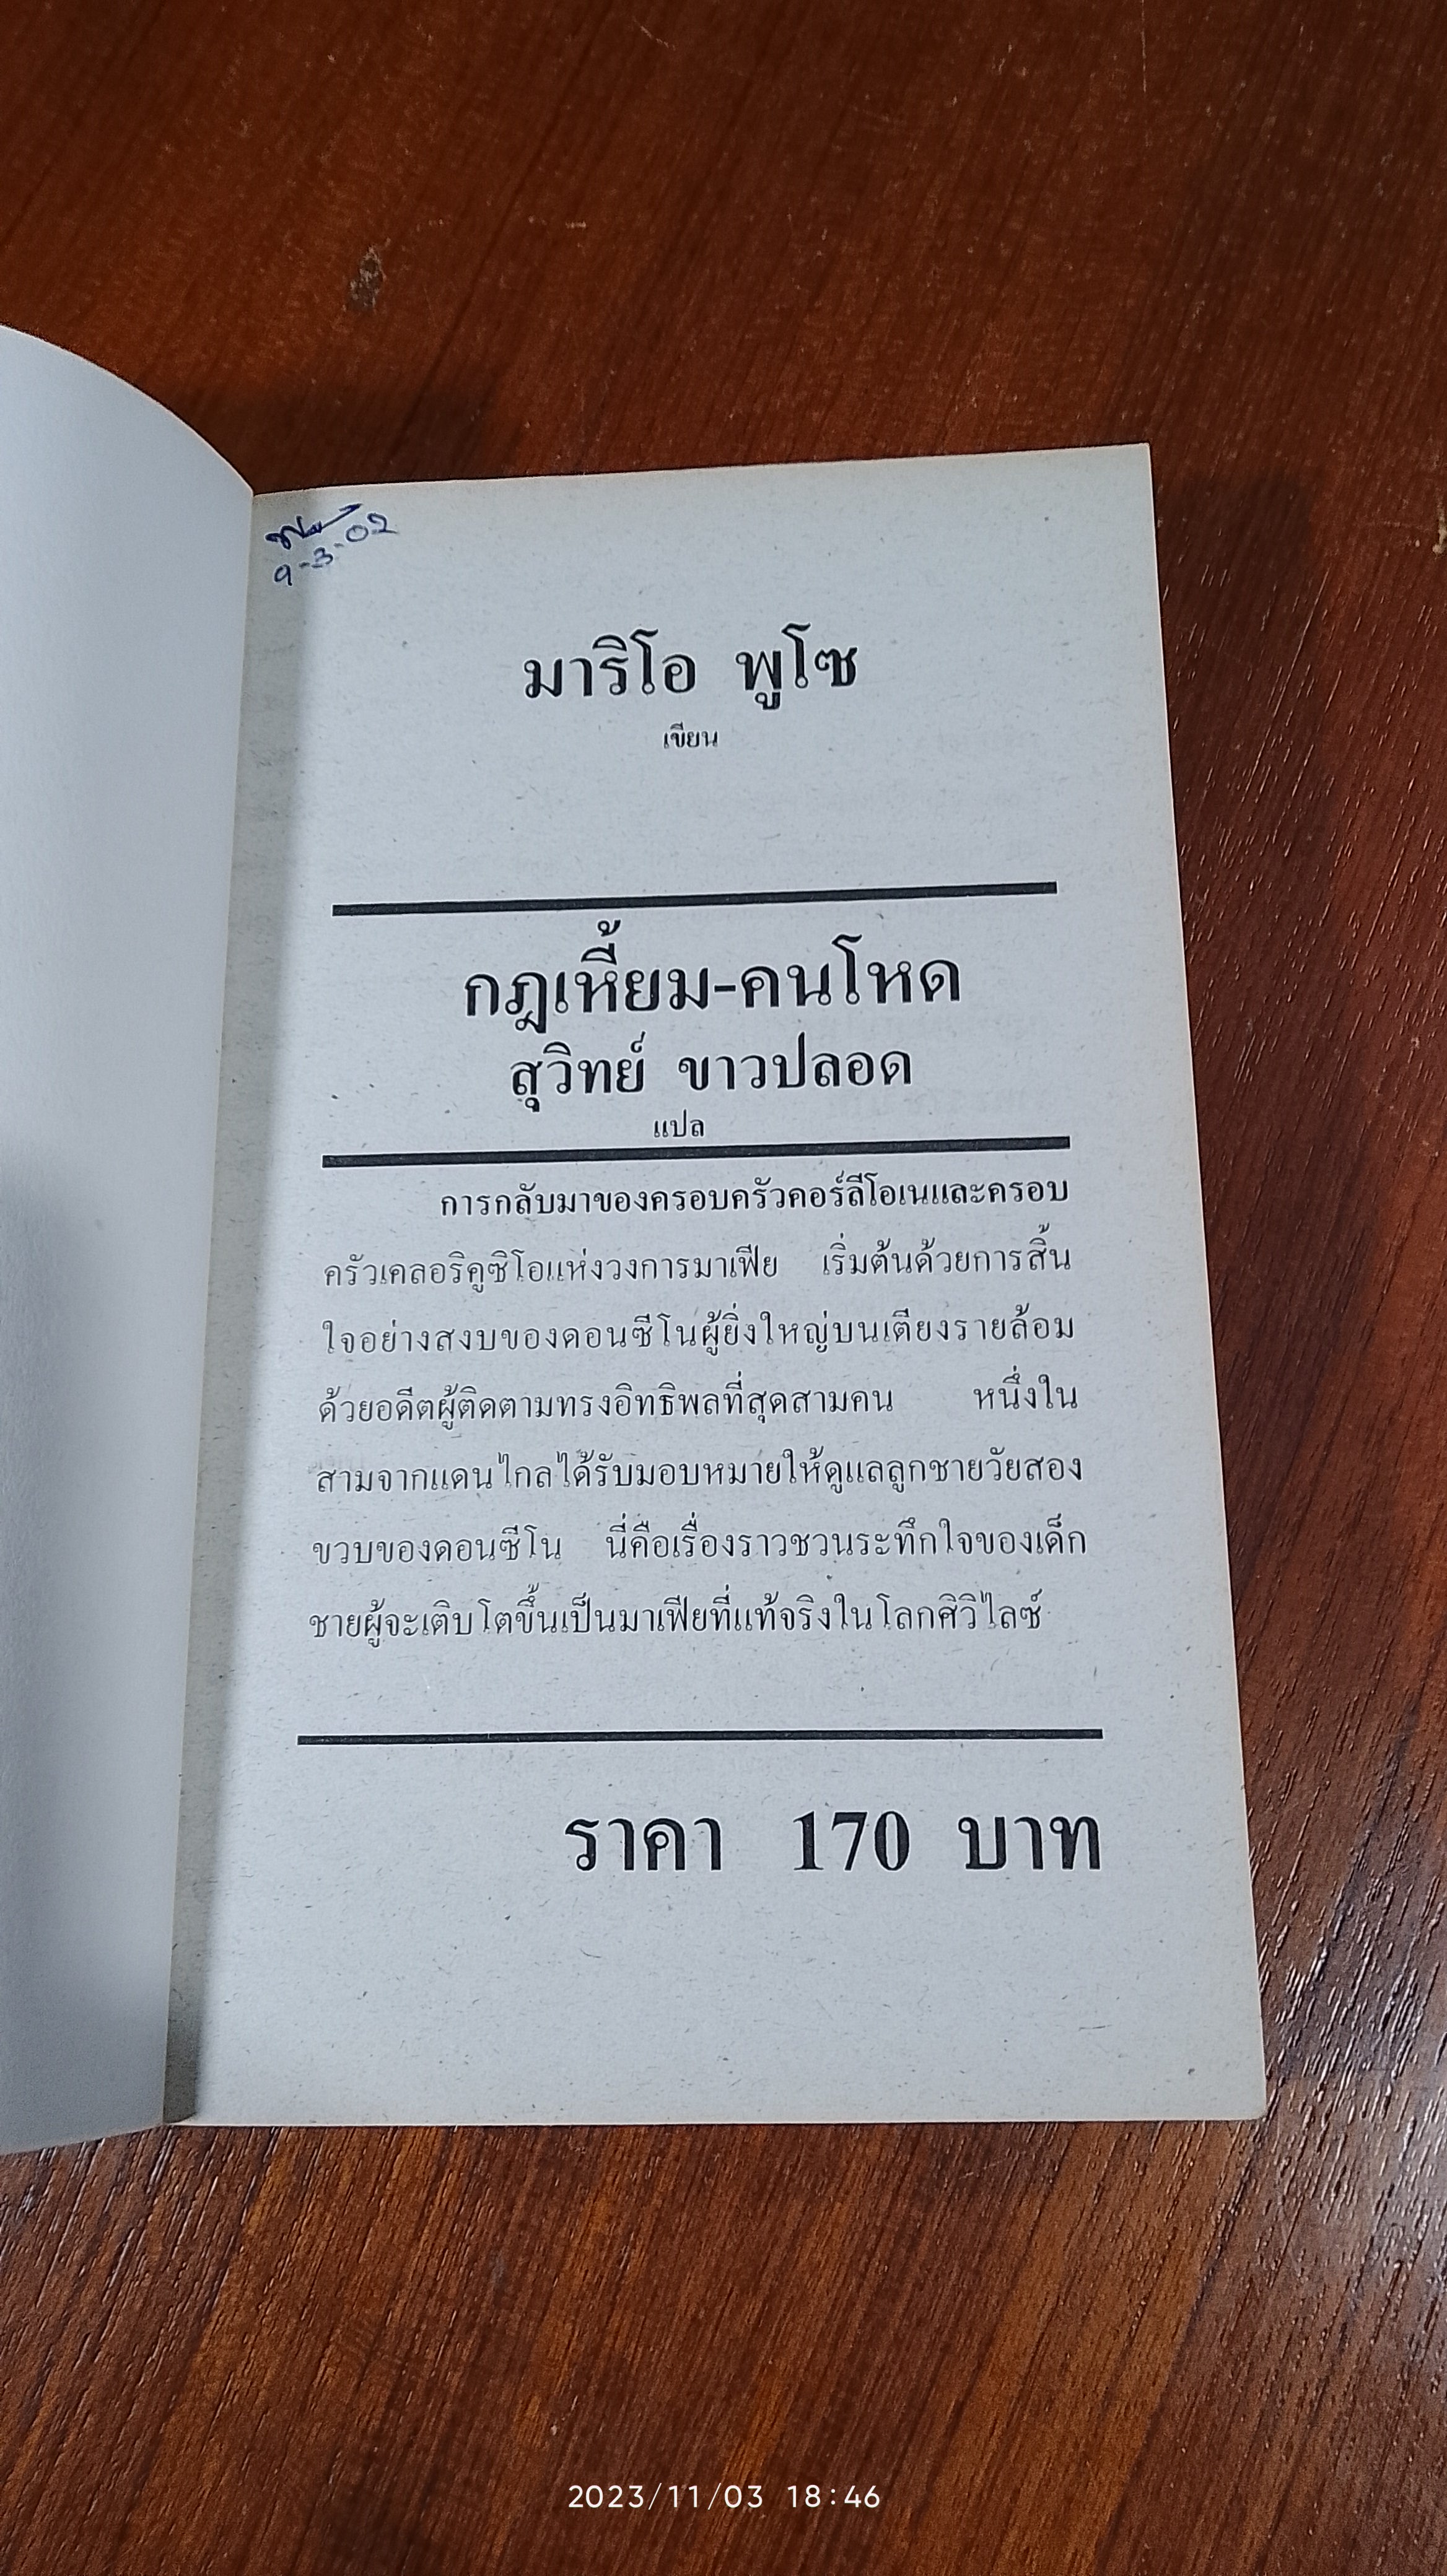 9-3-02
มาริโอ พูโซ
เขียน
กฎเหี้ยม-คนโหด
สุวิทย์ ขาวปลอด
แปล
การกลับมาของครอบครัวคอร์ลีโอเนและครอบ
ครัวเคลอริคูซิโอแห่งวงการมาเฟีย เริ่มต้นด้วยการสิ้น
ใจอย่างสงบของดอนซีโนผู้ยิ่งใหญ่บนเตียงรายล้อม
ด้วยอดีตผู้ติดตามทรงอิทธิพลที่สุดสามคน หนึ่งใน
สามจากแดนไกลได้รับมอบหมายให้ดูแลลูกชายวัยสอง
ขวบของดอนซีโน นี่คือเรื่องราวชวนระทึกใจของเด็ก
ชายผู้จะเติบโตขึ้นเป็นมาเฟียที่แท้จริงในโลกศิวิไลซ์
ราคา 170 บาท
2023/11/03 18:46